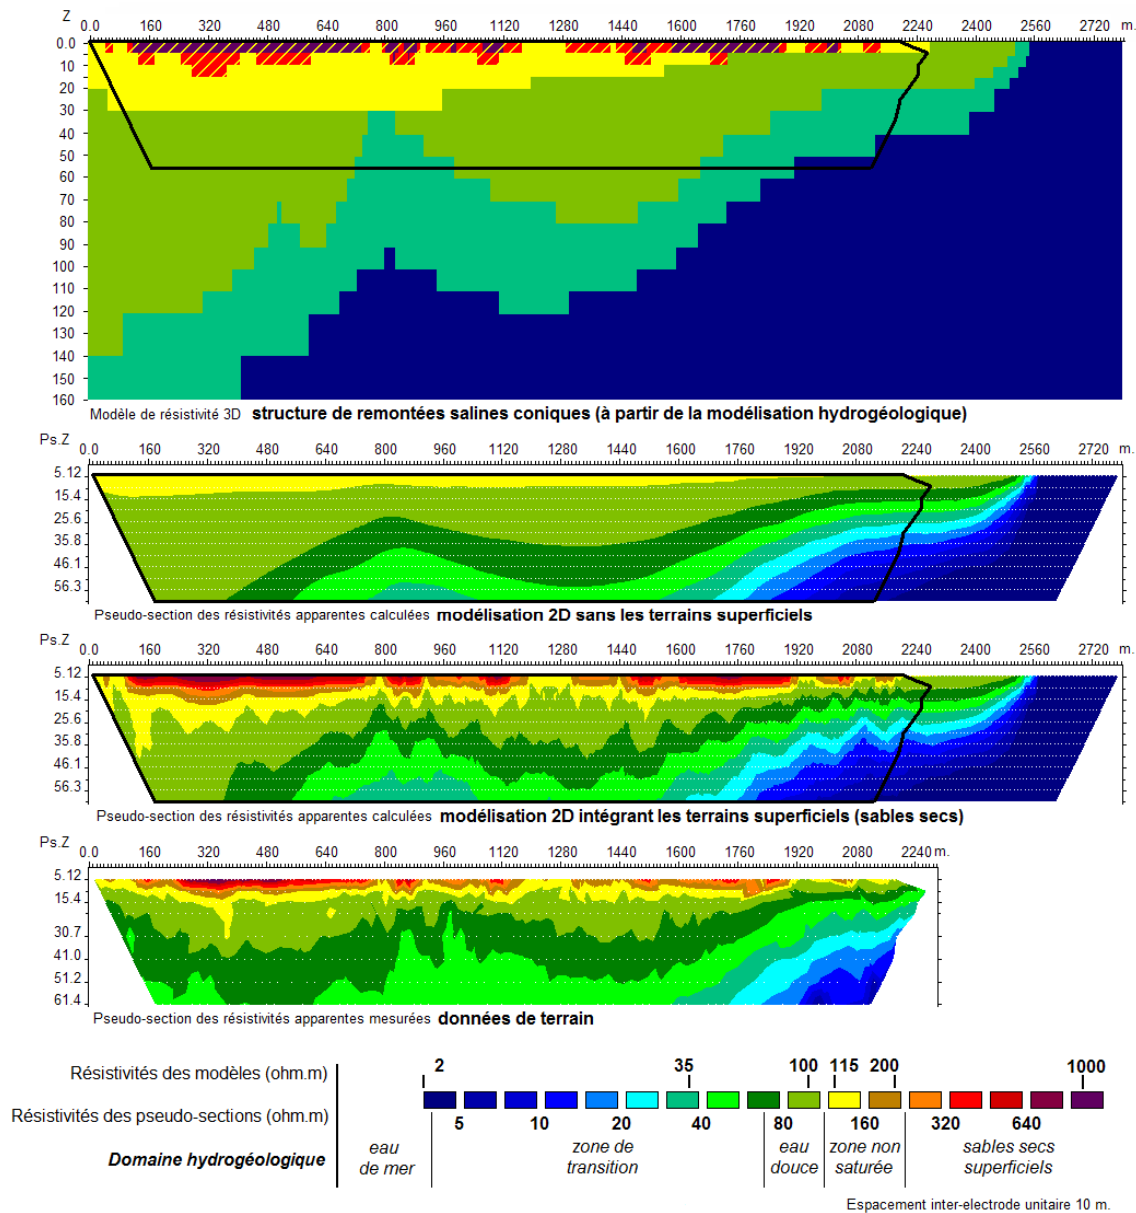 Z 0.0 160 320 480 640 800 960 1120 1280 1440 1600 1760 1920 2080 2240 2400 2560 2720 m.
0.0
10
20
30
40
50
60
70
80
90
100
110
120
130
140
150
160
Modèle de résistivité 3D structure de remontées salines coniques (à partir de la modélisation hydrogéologique)
Ps.Z 0.0 160 320 480 640 800 960 1120 1280 1440 1600 1760 1920 2080 2240 2400 2560 2720 m.
5.12
15.4
25.6
35.8
46.1
56.3
Pseudo-section des résistivités apparentes calculées modélisation 2D sans les terrains superficiels
Ps.Z 0.0 160 320 480 640 800 960 1120 1280 1440 1600 1760 1920 2080 2240 2400 2560 2720 m.
5.12
15.4
25.6
35.8
46.1
56.3
Pseudo-section des résistivités apparentes calculées modélisation 2D intégrant les terrains superficiels (sables secs)
Ps.Z 0.0 160 320 480 640 800 960 1120 1280 1440 1600 1760 1920 2080 2240 m.
5.12
15.4
30.7
41.0
51.2
61.4
Pseudo-section des résistivités apparentes mesurées données de terrain
Résistivités des modèles (ohm.m) 2 35 100 115 200 1000
Résistivités des pseudo-sections (ohm.m) 5 10 20 40 80 160 320 640
Domaine hydrogéologique
eau
de mer
zone de
transition
eau
douce
zone non
saturée
sables secs
superficiels
Espacement inter-electrode unitaire 10 m.